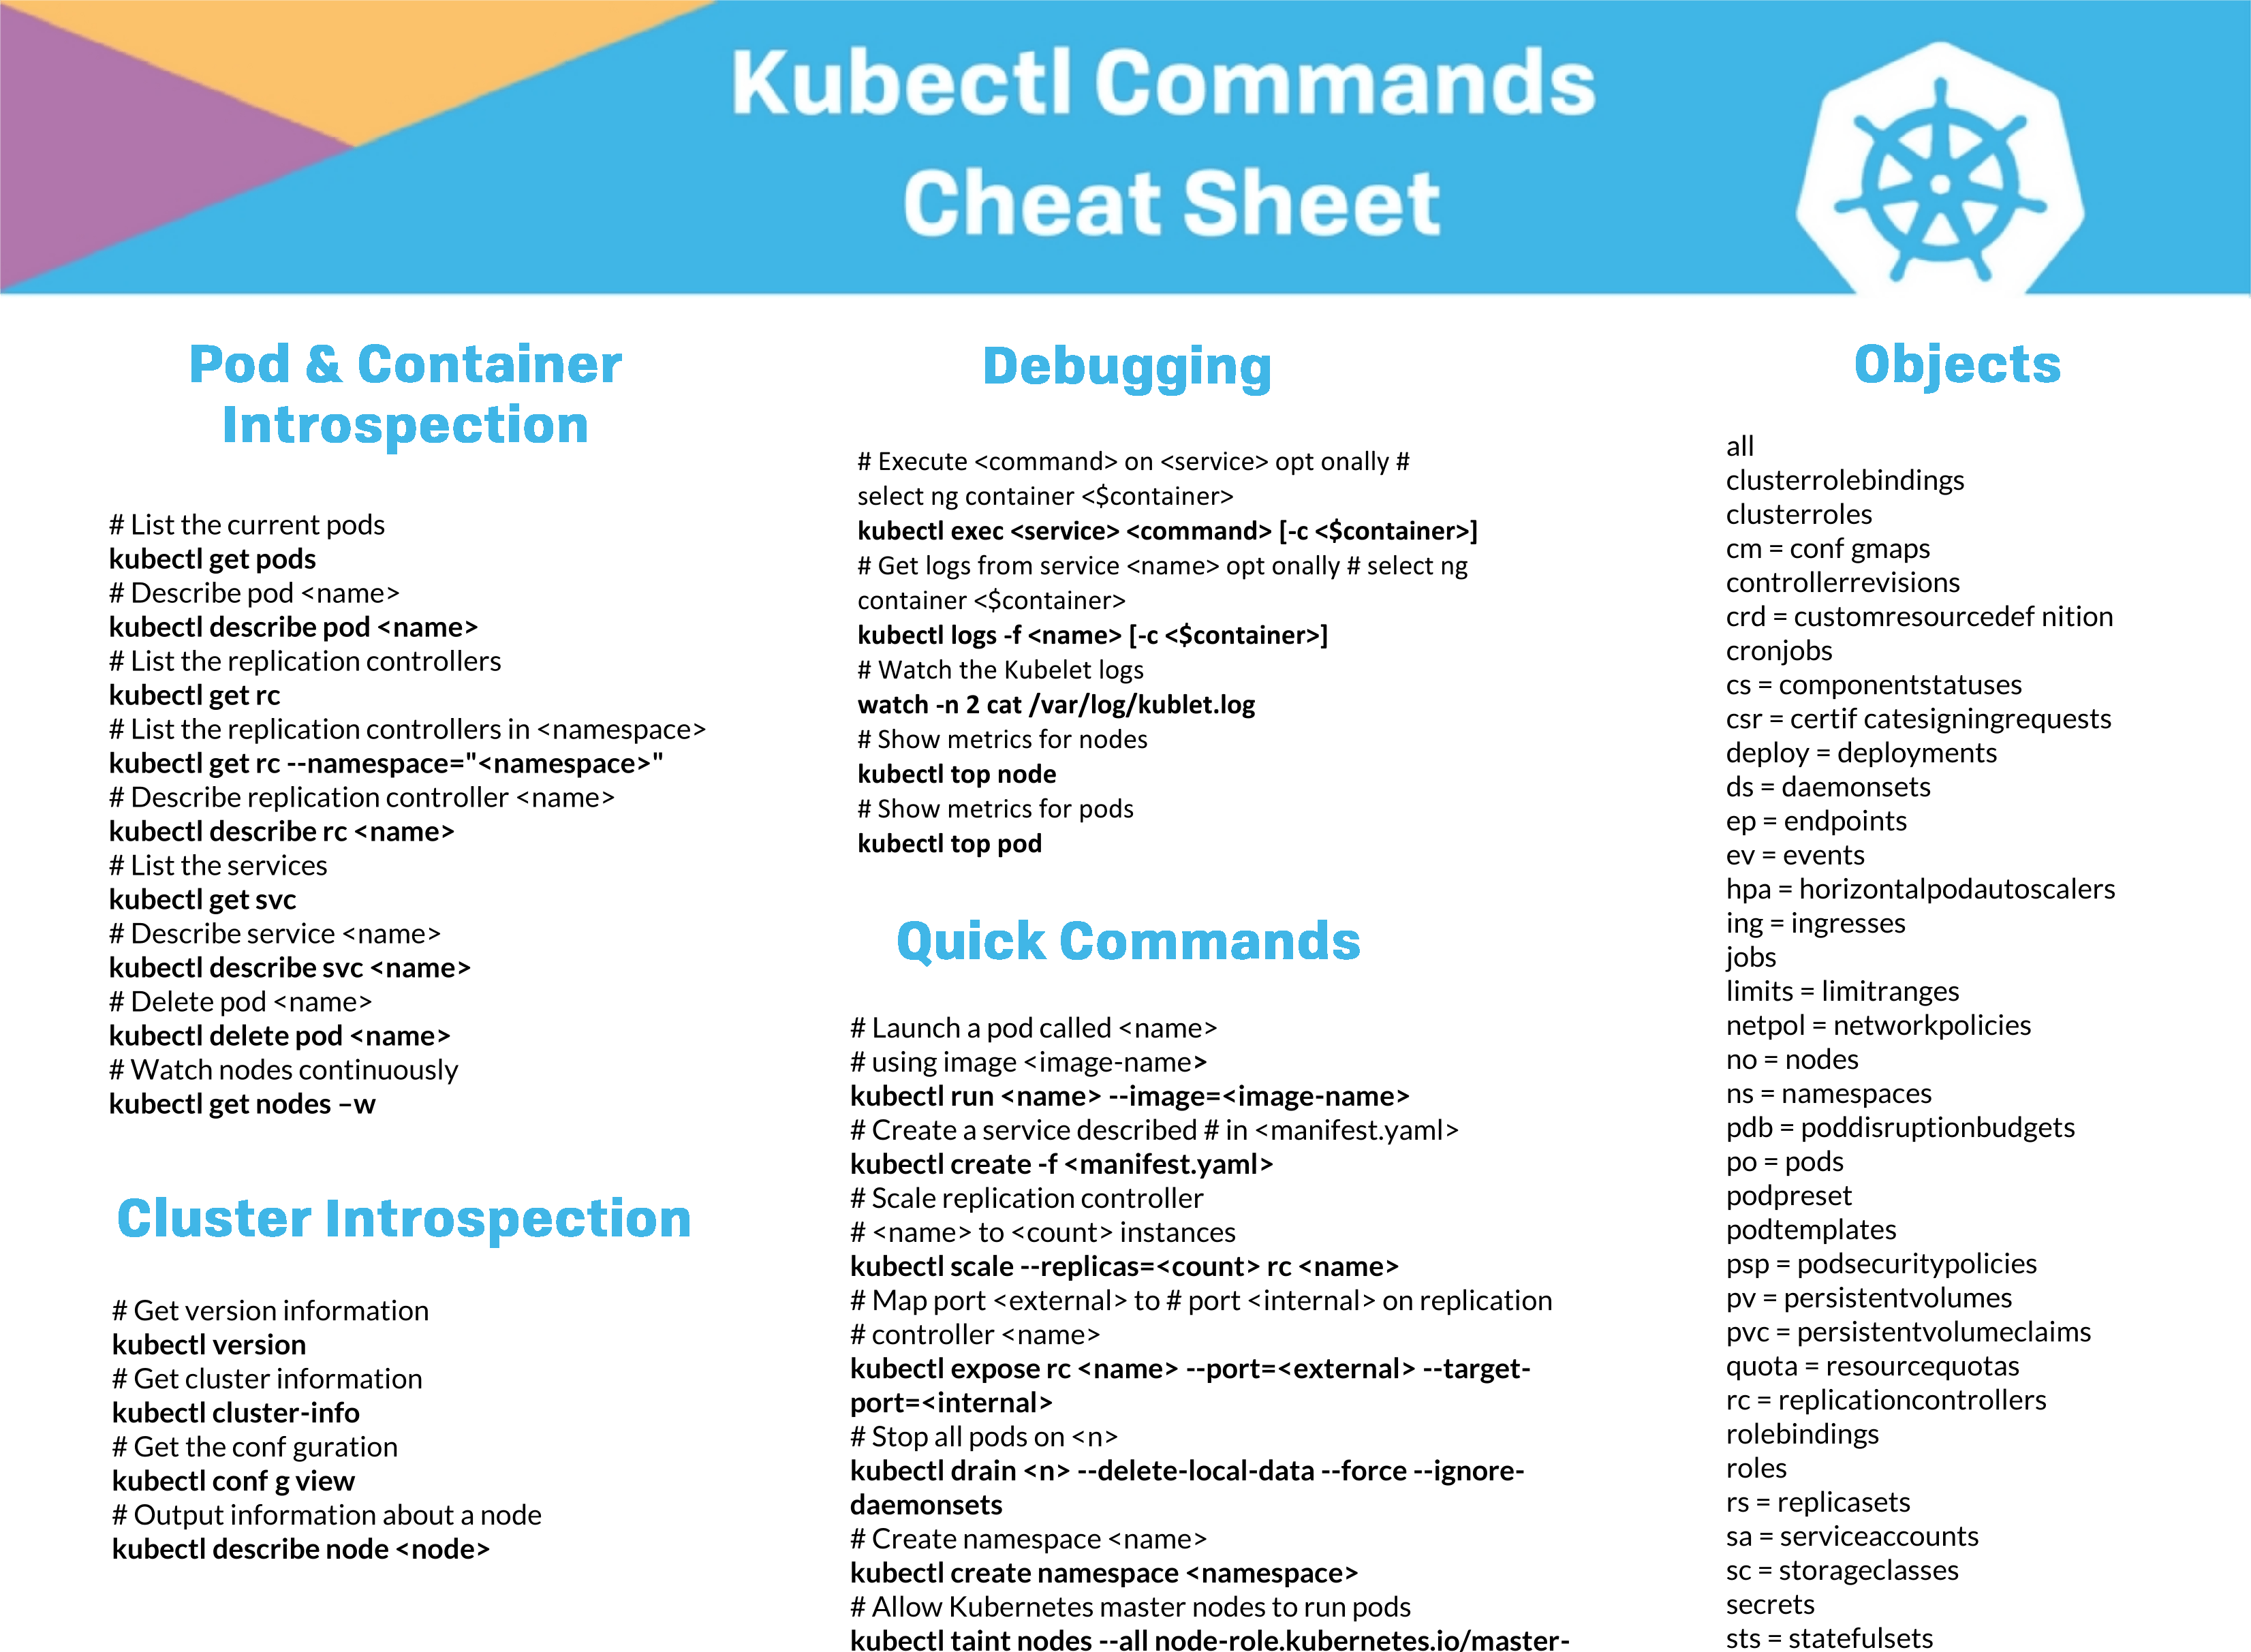 Kubectl Commands
Cheat Sheet
Pod & Container
Introspection
# List the current pods
kubectl get pods
# Describe pod <name>
kubectl describe pod <name>
# List the replication controllers
kubectl get rc
# List the replication controllers in <namespace>
kubectl get rc --namespace="<namespace>"
# Describe replication controller <name>
kubectl describe rc <name>
# List the services
kubectl get svc
# Describe service <name>
kubectl describe svc <name>
# Delete pod <name>
kubectl delete pod <name>
# Watch nodes continuously
kubectl get nodes –w
Cluster Introspection
# Get version information
kubectl version
# Get cluster information
kubectl cluster-info
# Get the conf guration
kubectl conf g view
# Output information about a node
kubectl describe node <node>
Debugging
# Execute <command> on <service> opt onally #
select ng container <$container>
kubectl exec <service> <command> [-c <$container>]
# Get logs from service <name> opt onally # select ng
container <$container>
kubectl logs -f <name> [-c <$container>]
# Watch the Kubelet logs
watch -n 2 cat /var/log/kublet.log
# Show metrics for nodes
kubectl top node
# Show metrics for pods
kubectl top pod
Quick Commands
# Launch a pod called <name>
# using image <image-name>
kubectl run <name> --image=<image-name>
# Create a service described # in <manifest.yaml>
kubectl create -f <manifest.yaml>
# Scale replication controller
# <name> to <count> instances
kubectl scale --replicas=<count> rc <name>
# Map port <external> to # port <internal> on replication
# controller <name>
kubectl expose rc <name> --port=<external> --target-
port=<internal>
# Stop all pods on <n>
kubectl drain <n> --delete-local-data --force --ignore-
daemonsets
# Create namespace <name>
kubectl create namespace <namespace>
# Allow Kubernetes master nodes to run pods
kubectl taint nodes --all node-role.kubernetes.io/master-
Objects
all
clusterrolebindings
clusterroles
cm = conf gmaps
controllerrevisions
crd = customresourcedef nition
cronjobs
cs = componentstatuses
csr = certif catesigningrequests
deploy = deployments
ds = daemonsets
ep = endpoints
ev = events
hpa = horizontalpodautoscalers
ing = ingresses
jobs
limits = limitranges
netpol = networkpolicies
no = nodes
ns = namespaces
pdb = poddisruptionbudgets
po = pods
podpreset
podtemplates
psp = podsecuritypolicies
pv = persistentvolumes
pvc = persistentvolumeclaims
quota = resourcequotas
rc = replicationcontrollers
rolebindings
roles
rs = replicasets
sa = serviceaccounts
sc = storageclasses
secrets
sts = statefulsets